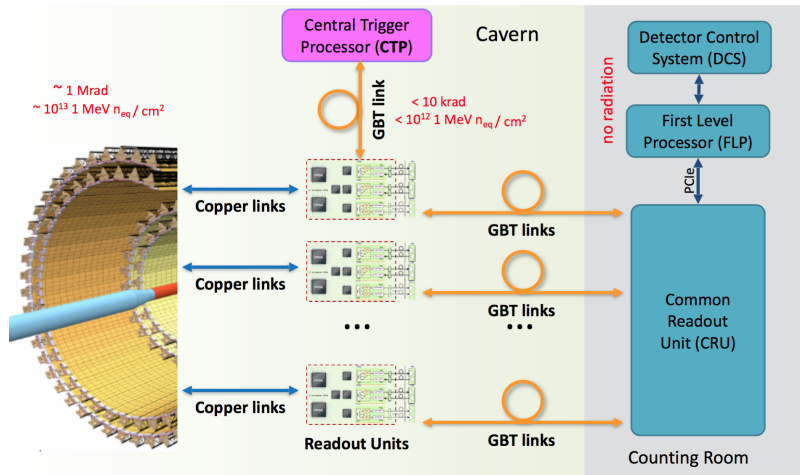 Central Trigger
Processor (CTP)
Cavern
Detector Control
System (DCS)
~ 1 Mrad
~ 10¹³ 1 MeV nₑq / cm²
GBT link
< 10 krad
< 10¹² 1 MeV nₑq / cm²
no radiation
First Level
Processor (FLP)
PCIe
Copper links
GBT links
Copper links
GBT links
Common
Readout
Unit (CRU)
...
...
Copper links
GBT links
Readout Units
Counting Room